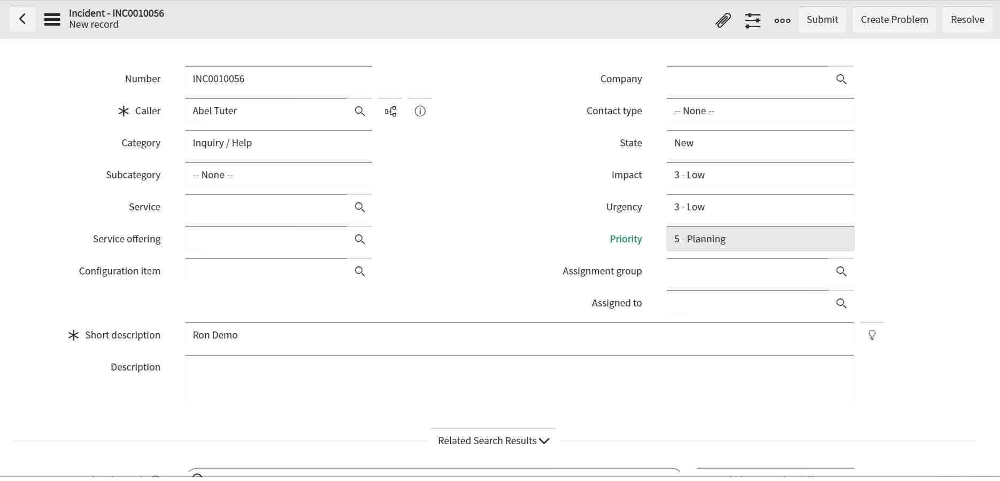 Incident - INC0010056
New record
Submit
Create Problem
Resolve
Number
INC0010056
Company
Caller
Abel Tuter
Contact type
-- None --
Category
Inquiry / Help
State
New
Subcategory
-- None --
Impact
3 - Low
Service
Urgency
3 - Low
Service offering
Priority
5 - Planning
Configuration item
Assignment group
Assigned to
Short description
Ron Demo
Description
Related Search Results